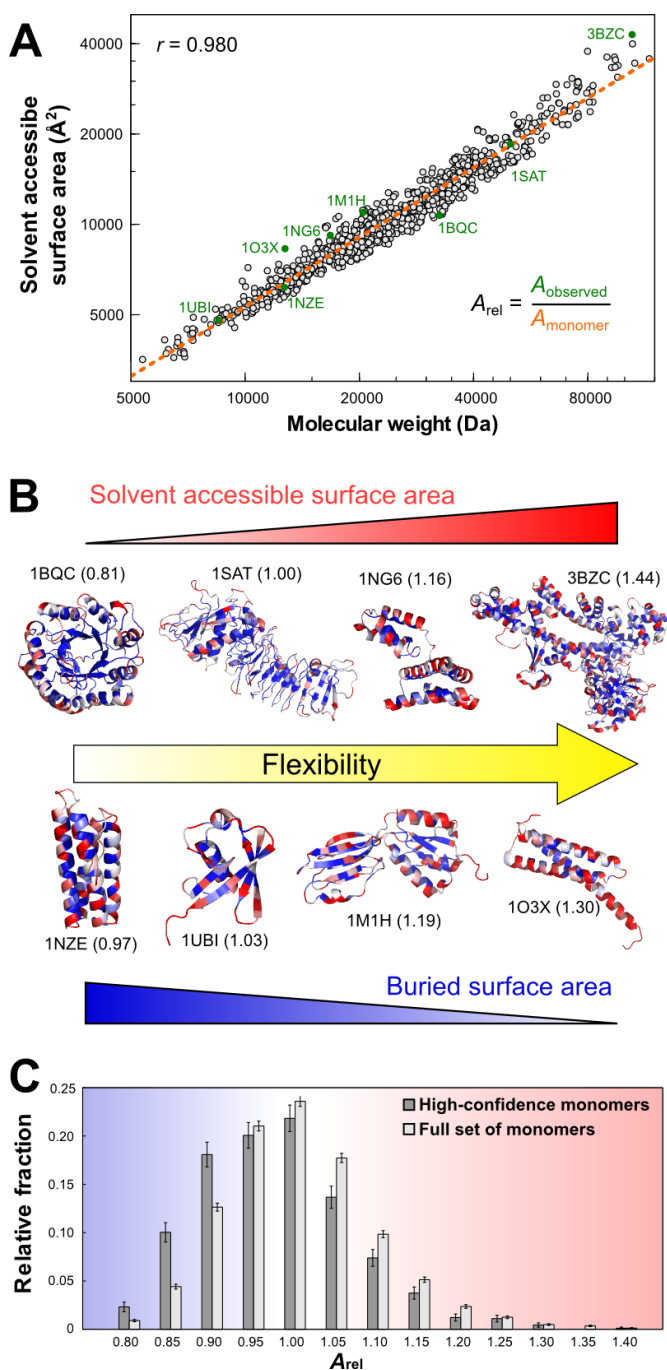 A
r = 0.980
Solvent accessibe
surface area (Å2)
40000
20000
10000
5000
3BZC
1SAT
1M1H
1BQC
1NG6
1O3X
1NZE
1UBI
Arel = Aobserved
Amonomer
5000 10000 20000 40000 80000
Molecular weight (Da)
B
Solvent accessible surface area
1BQC (0.81) 1SAT (1.00) 1NG6 (1.16) 3BZC (1.44)
Flexibility
1NZE (0.97) 1UBI (1.03) 1M1H (1.19) 1O3X (1.30)
Buried surface area
C
Relative fraction
0.25
0.20
0.15
0.10
0.05
0
High-confidence monomers
Full set of monomers
0.80 0.85 0.90 0.95 1.00 1.05 1.10 1.15 1.20 1.25 1.30 1.35 1.40
Arel